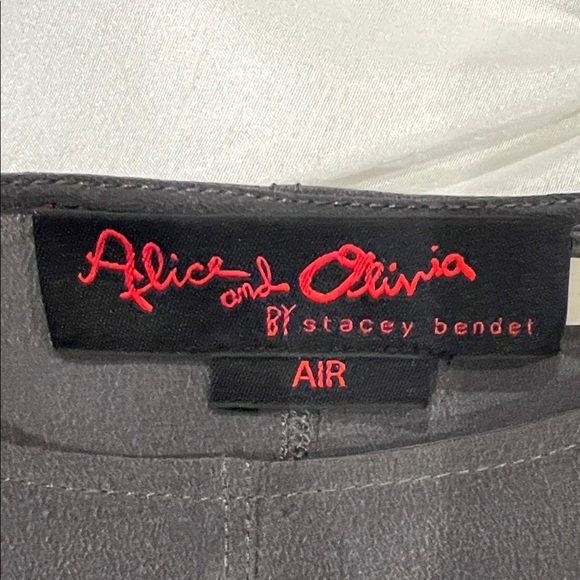 Alice and Olivia
BY stacey bendet
AIR